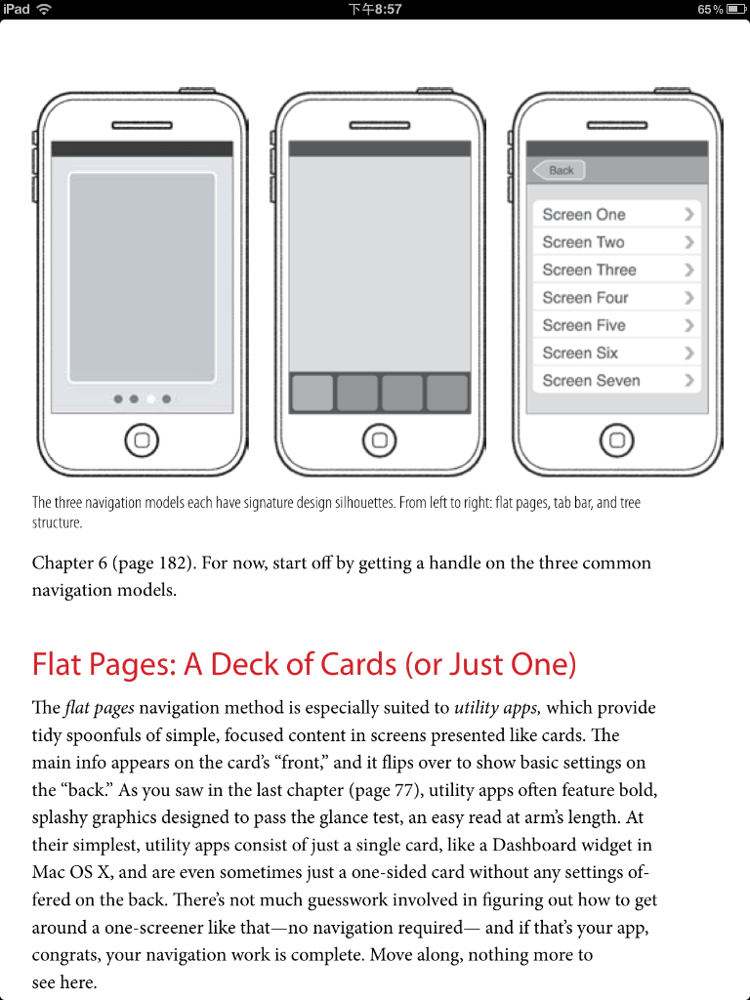 iPad 下午8:57 65%
Back
Screen One
Screen Two
Screen Three
Screen Four
Screen Five
Screen Six
Screen Seven
The three navigation models each have signature design silhouettes. From left to right: flat pages, tab bar, and tree
structure.
Chapter 6 (page 182). For now, start off by getting a handle on the three common
navigation models.
Flat Pages: A Deck of Cards (or Just One)
The flat pages navigation method is especially suited to utility apps, which provide
tidy spoonfuls of simple, focused content in screens presented like cards. The
main info appears on the card’s “front,” and it flips over to show basic settings on
the “back.” As you saw in the last chapter (page 77), utility apps often feature bold,
splashy graphics designed to pass the glance test, an easy read at arm’s length. At
their simplest, utility apps consist of just a single card, like a Dashboard widget in
Mac OS X, and are even sometimes just a one-sided card without any settings of-
fered on the back. There’s not much guesswork involved in figuring out how to get
around a one-screener like that—no navigation required— and if that’s your app,
congrats, your navigation work is complete. Move along, nothing more to
see here.